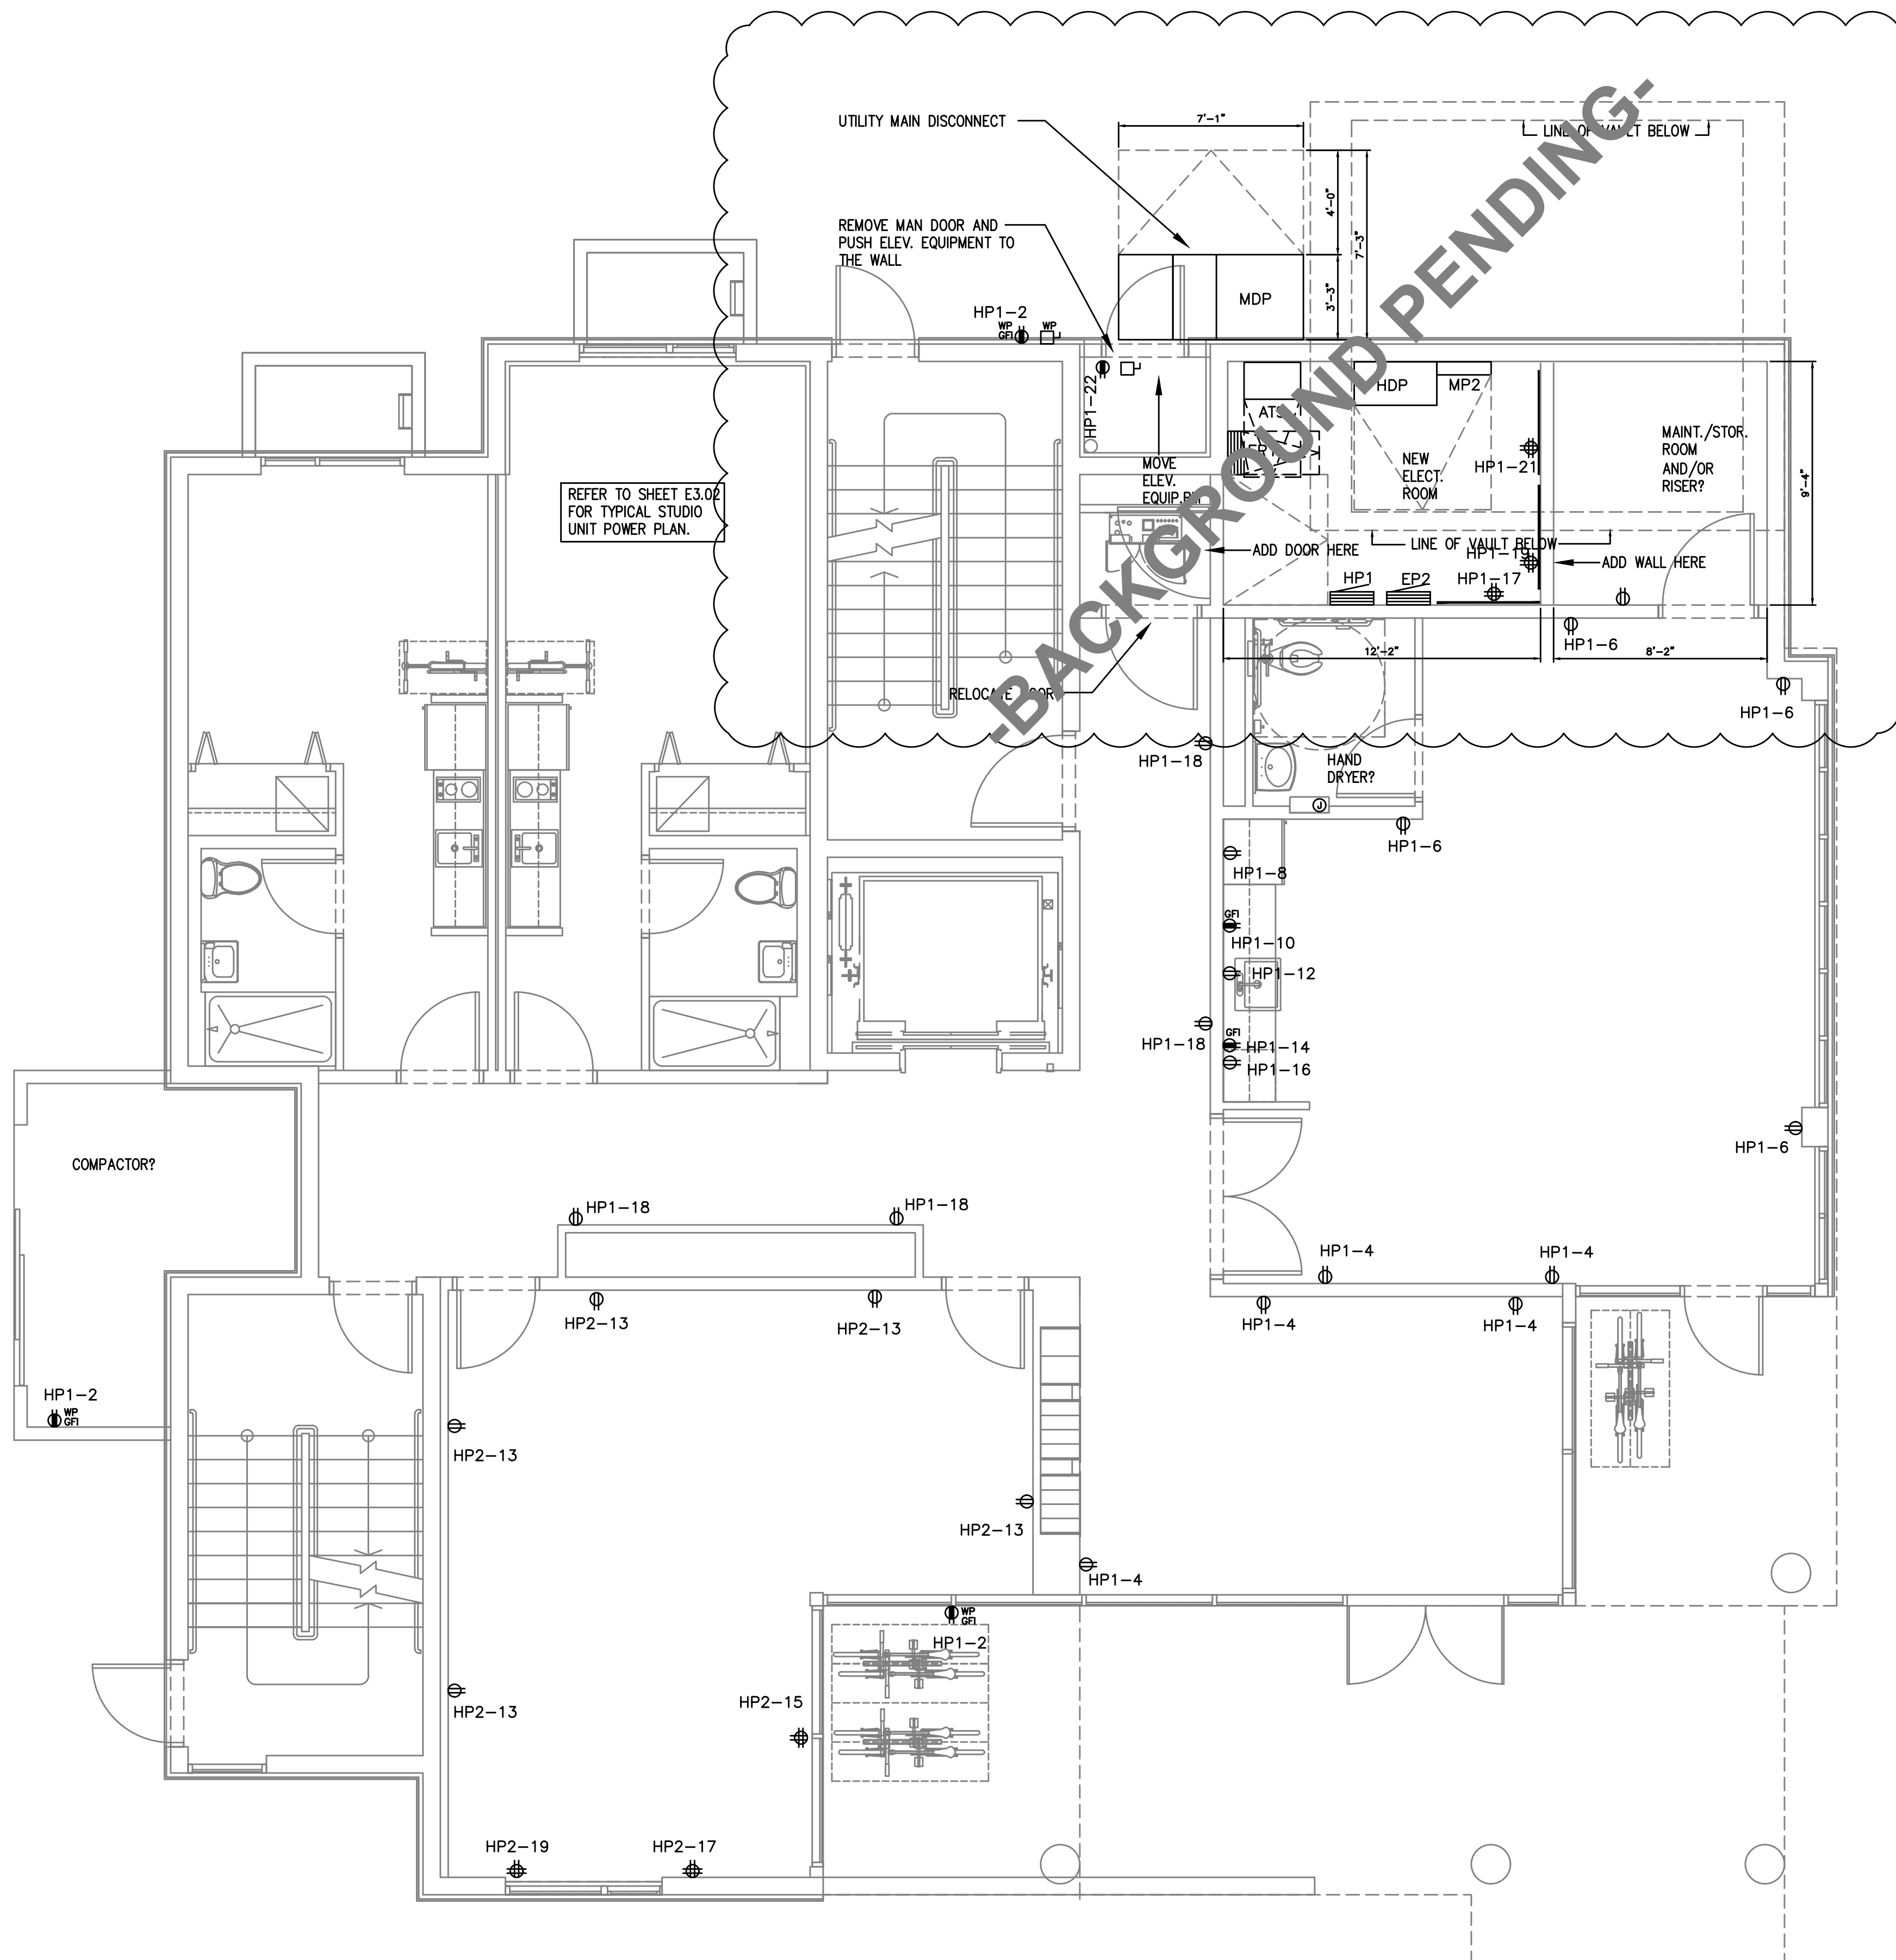 UTILITY MAIN DISCONNECT
7'-1"
LINE OF VAULT BELOW
4'-0"
7'-3"
REMOVE MAN DOOR AND
PUSH ELEV. EQUIPMENT TO
THE WALL
3'-3"
MDP
HP1-2
WP
GFI
WP
HP1-22
HDP
MP2
ATS
MAINT./STOR.
ROOM
AND/OR
RISER?
NEW
ELECT.
ROOM
HP1-21
9'-4"
MOVE
ELEV.
EQUIP.RM
REFER TO SHEET E3.02
FOR TYPICAL STUDIO
UNIT POWER PLAN.
-BACKGROUND PENDING-
ADD DOOR HERE
LINE OF VAULT BELOW
HP1-19
ADD WALL HERE
HP1
EP2
HP1-17
HP1-6
12'-2"
8'-2"
RELOCATE DOOR
HP1-6
HP1-18
HAND
DRYER?
J
HP1-6
HP1-8
GFI
HP1-10
HP1-12
GFI
HP1-18
HP1-14
HP1-16
HP1-6
COMPACTOR?
HP1-18
HP1-18
HP1-4
HP1-4
HP2-13
HP2-13
HP1-4
HP1-4
HP1-2
WP
GFI
HP2-13
HP2-13
HP1-4
WP
GFI
HP1-2
HP2-13
HP2-15
HP2-19
HP2-17